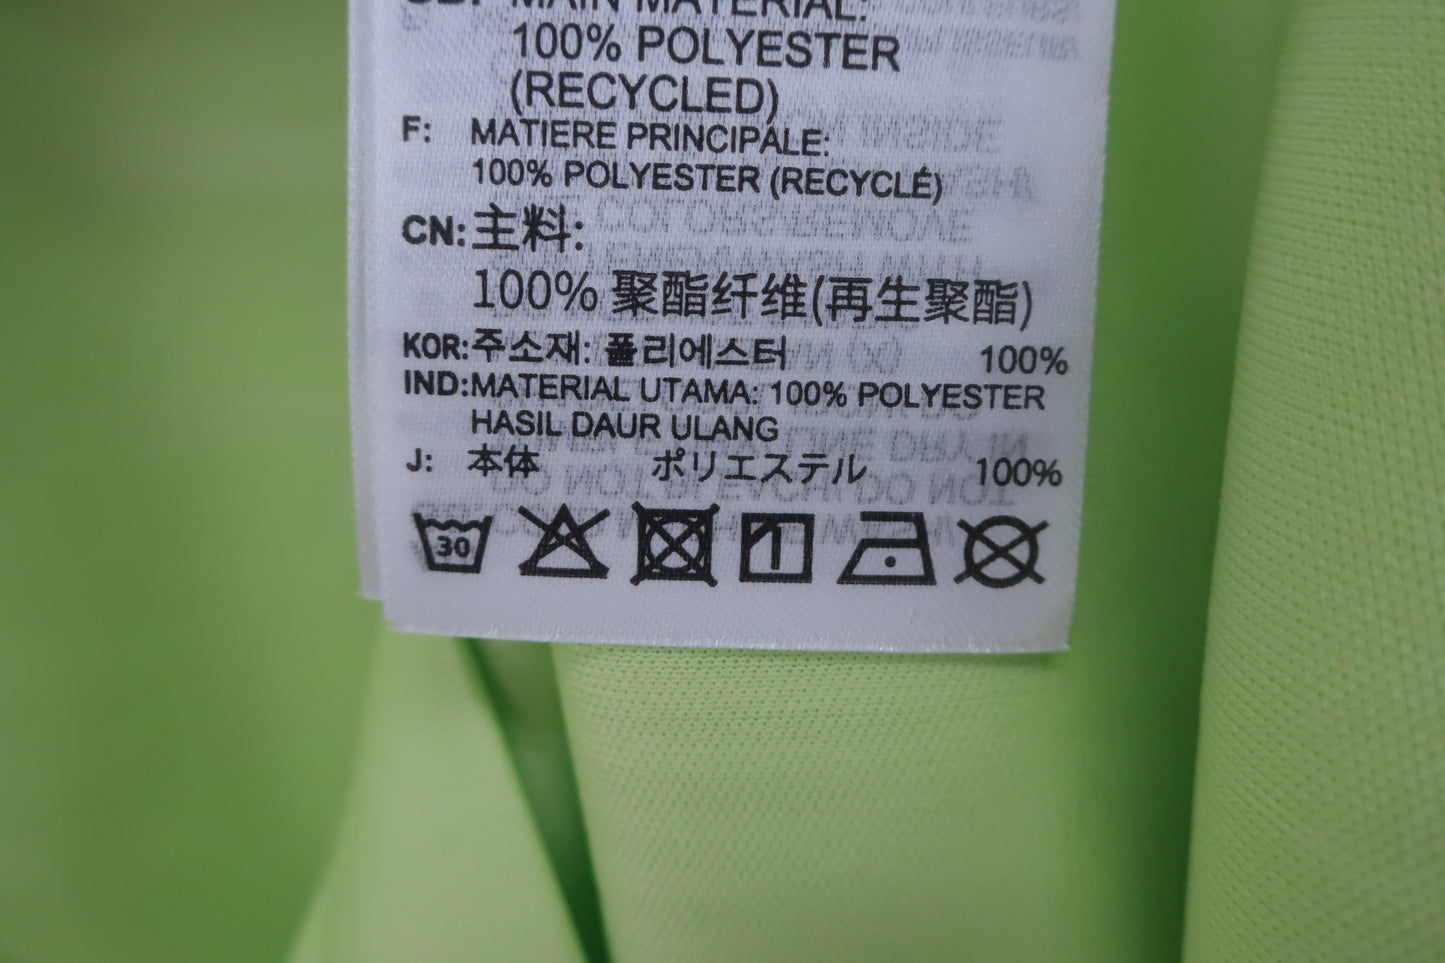 MAIN MATERIAL:
100% POLYESTER
(RECYCLED)
F: MATIERE PRINCIPALE:
100% POLYESTER (RECYCLÉ)
CN: 主料:
100% 聚酯纤维(再生聚酯)
KOR: 주소재: 폴리에스터 100%
IND: MATERIAL UTAMA: 100% POLYESTER
HASIL DAUR ULANG
J: 本体 ポリエステル 100%
30